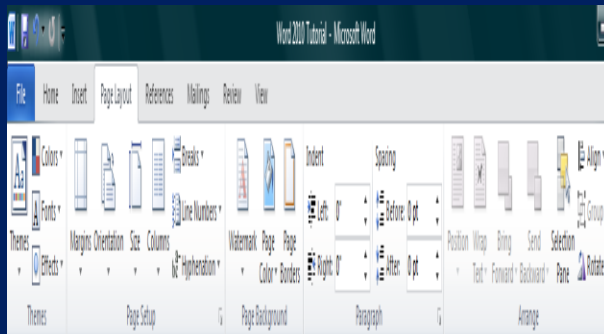 Word 2010 Tutorial - Microsoft Word
File Home Insert Page Layout References Mailings Review View
Themes
Colors
Fonts
Effects
Themes
Margins Orientation Size Columns
Breaks
Line Numbers
Hyphenation
Page Setup
Watermark Page Color Page Borders
Page Background
Indent
Left: 0"
Right: 0"
Spacing
Before: 0 pt
After: 0 pt
Paragraph
Position Wrap Text Bring Forward Send Backward Selection Pane
Align
Group
Rotate
Arrange